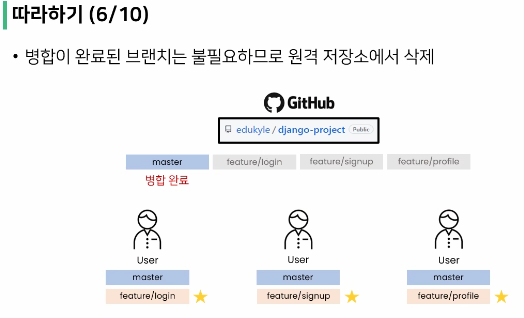 따라하기 (6/10)
• 병합이 완료된 브랜치는 불필요하므로 원격 저장소에서 삭제
GitHub
edukyle / django-project Public
master feature/login feature/signup feature/profile
병합 완료
User User User
master master master
feature/login feature/signup feature/profile